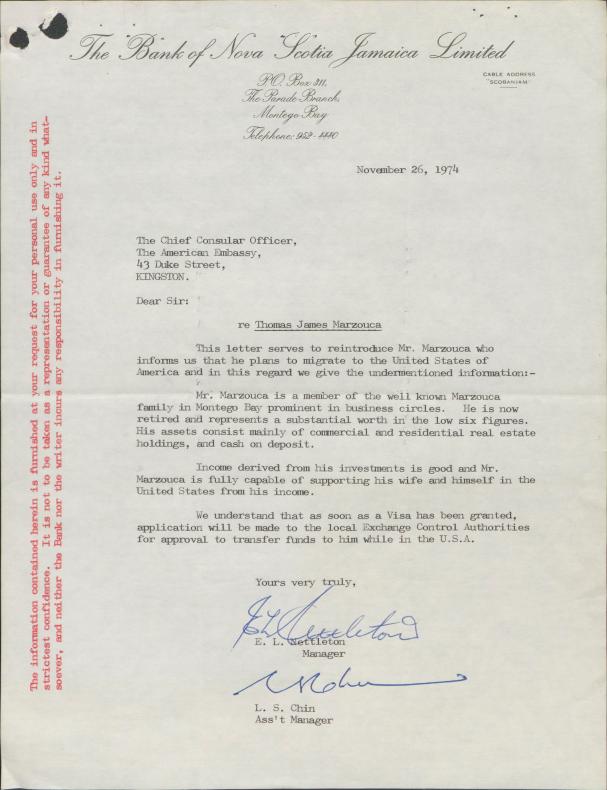 The Bank of Nova Scotia Jamaica Limited
CABLE ADDRESS
"SCOBANJAM"
P.O. Box 311,
The Parade Branch,
Montego Bay
Telephone: 952-4440
November 26, 1974
The Chief Consular Officer,
The American Embassy,
43 Duke Street,
KINGSTON.
Dear Sir:
re Thomas James Marzouca
This letter serves to reintroduce Mr. Marzouca who
informs us that he plans to migrate to the United States of
America and in this regard we give the undermentioned information:-
Mr. Marzouca is a member of the well known Marzouca
family in Montego Bay prominent in business circles. He is now
retired and represents a substantial worth in the low six figures.
His assets consist mainly of commercial and residential real estate
holdings, and cash on deposit.
Income derived from his investments is good and Mr.
Marzouca is fully capable of supporting his wife and himself in the
United States from his income.
We understand that as soon as a Visa has been granted,
application will be made to the local Exchange Control Authorities
for approval to transfer funds to him while in the U.S.A.
Yours very truly,
E. L. Nettleton
E. L. Nettleton
Manager
L. S. Chin
Ass't Manager
The information contained herein is furnished at your request for your personal use only and in
strictest confidence. It is not to be taken as a representation or guarantee of any kind what-
soever, and neither the Bank nor the writer incurs any responsibility in furnishing it.